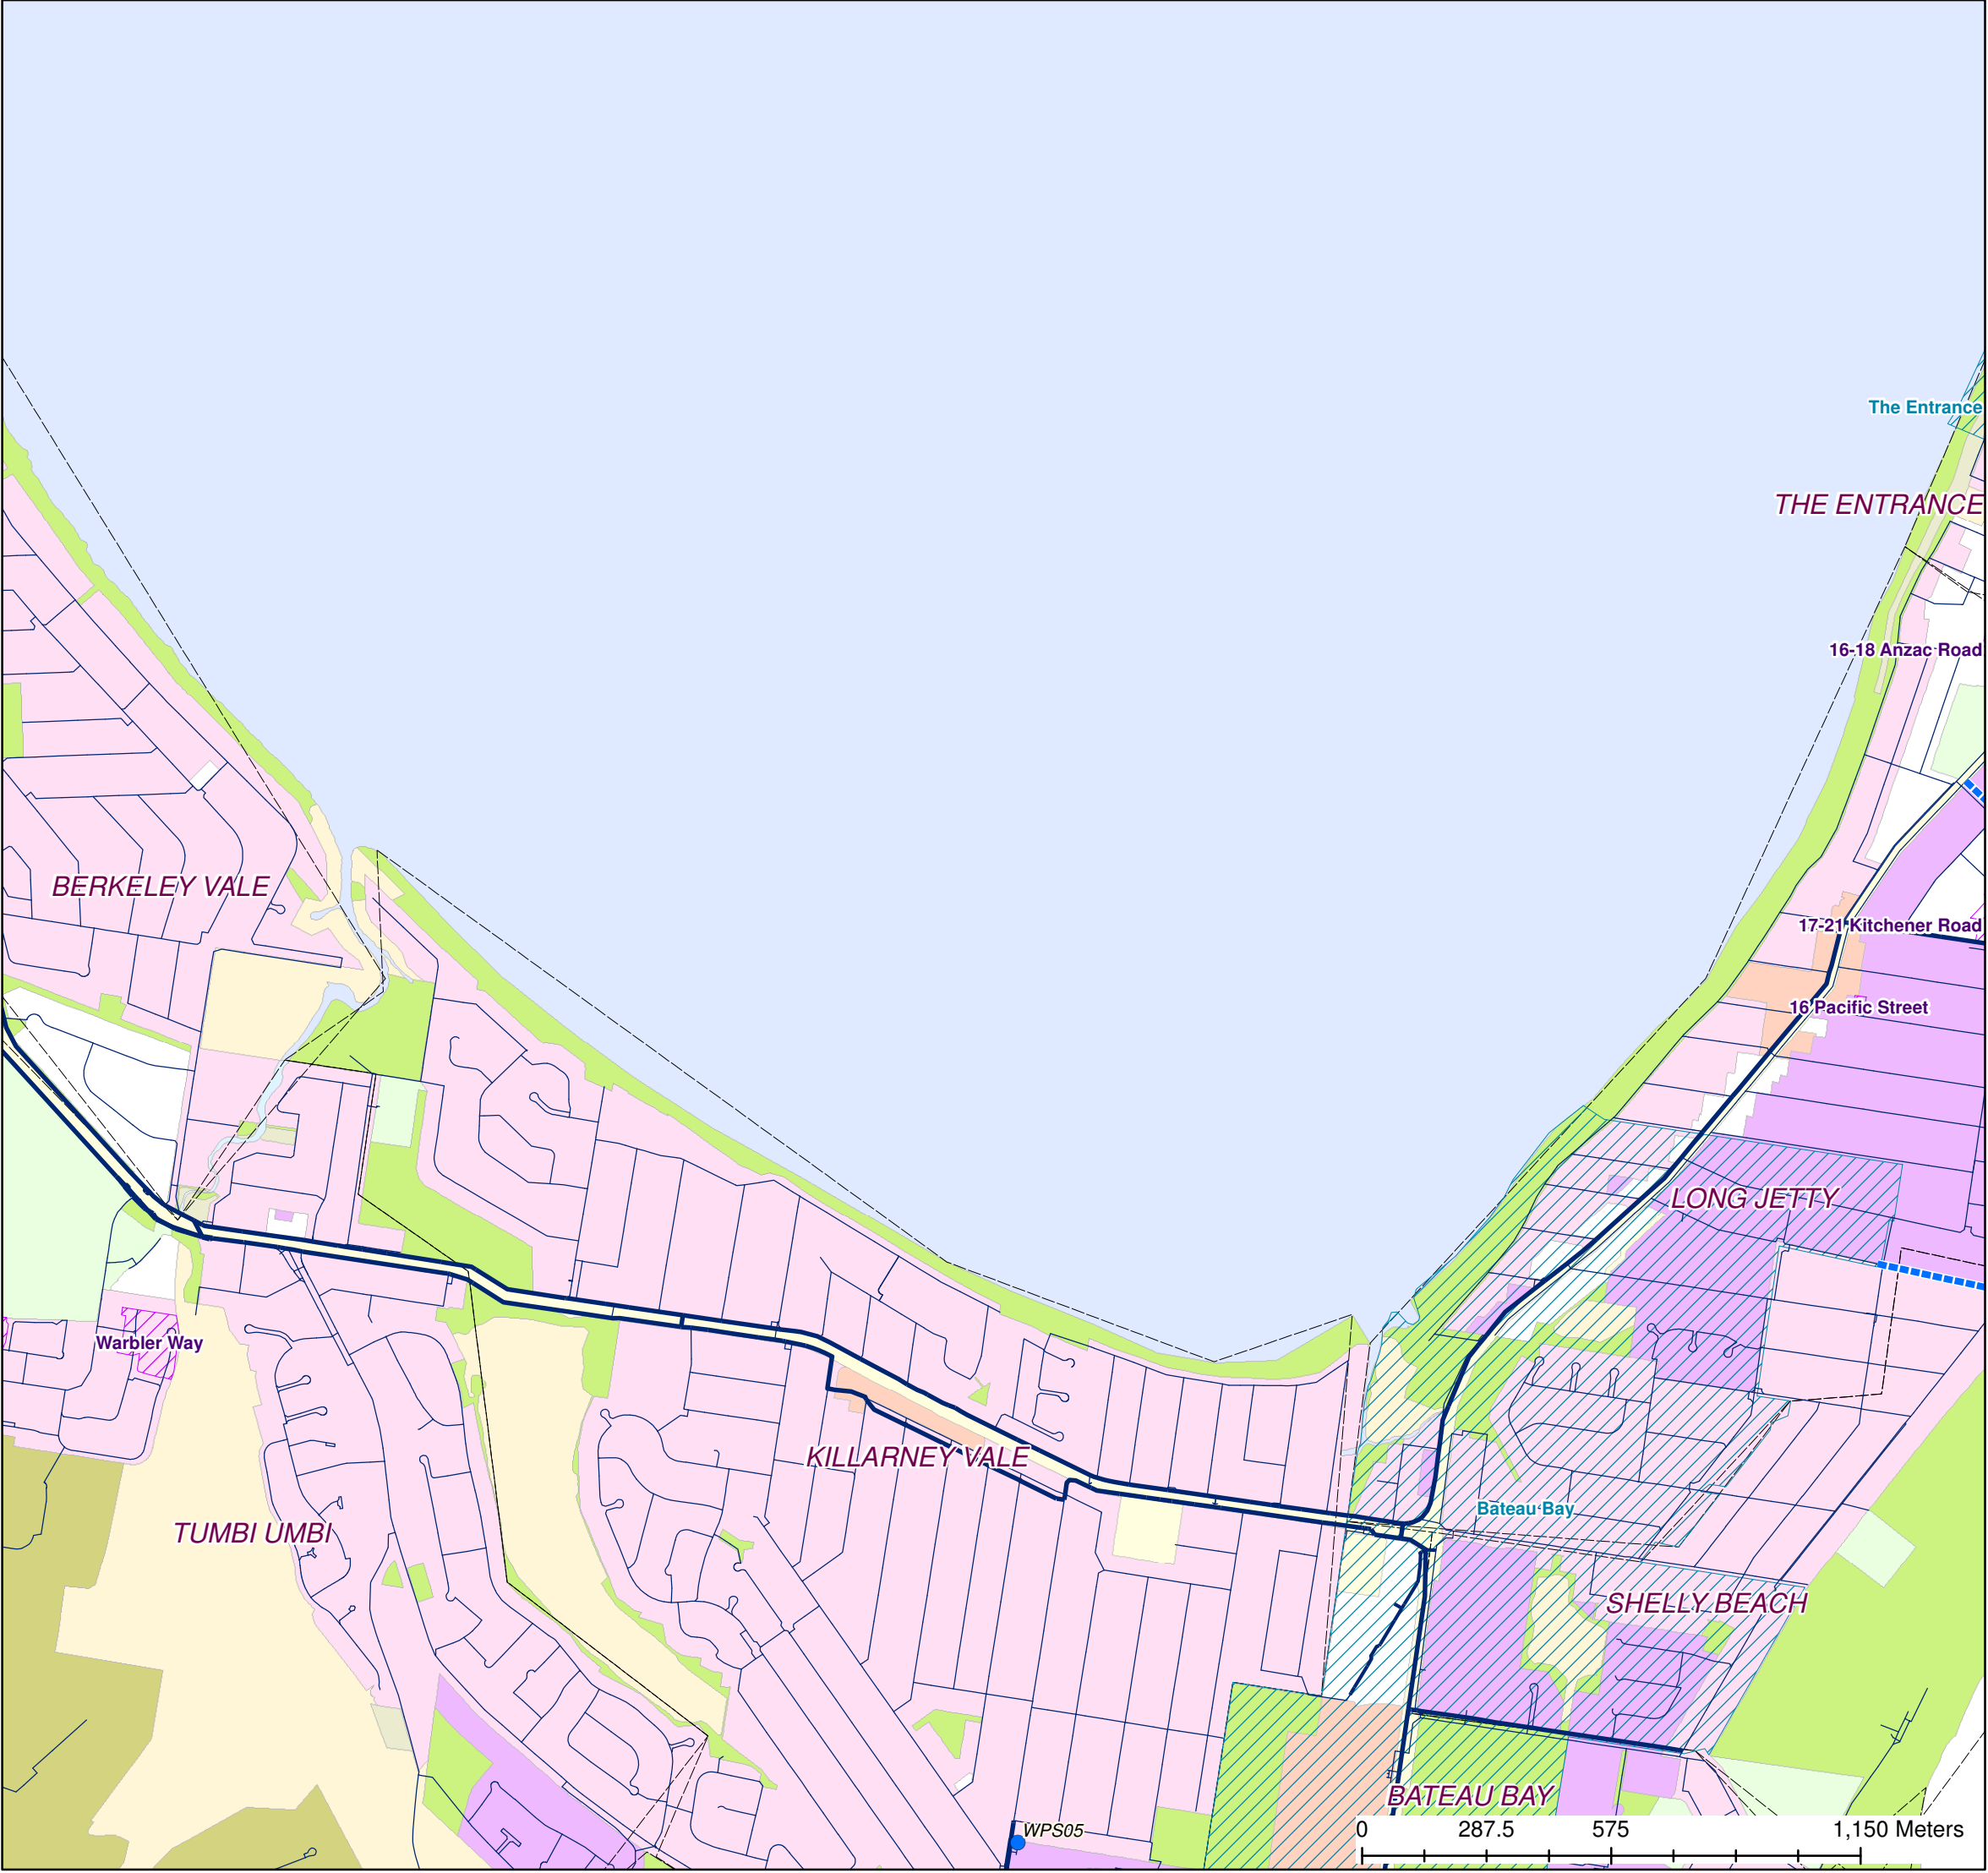 The Entrance
THE ENTRANCE
16-18 Anzac Road
BERKELEY VALE
17-21 Kitchener Road
16 Pacific Street
LONG JETTY
Warbler Way
KILLARNEY VALE
Bateau Bay
TUMBI UMBI
SHELLY BEACH
BATEAU BAY
WPS05
0 287.5 575 1,150 Meters